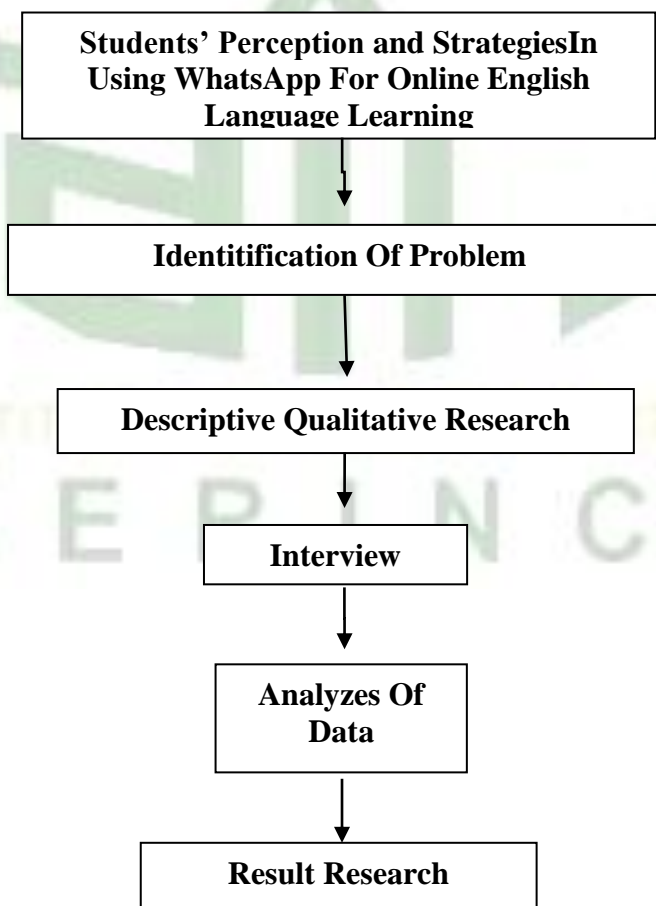 Students’ Perception and StrategiesIn
Using WhatsApp For Online English
Language Learning
Identitification Of Problem
Descriptive Qualitative Research
E P I N C
Interview
Analyzes Of
Data
Result Research